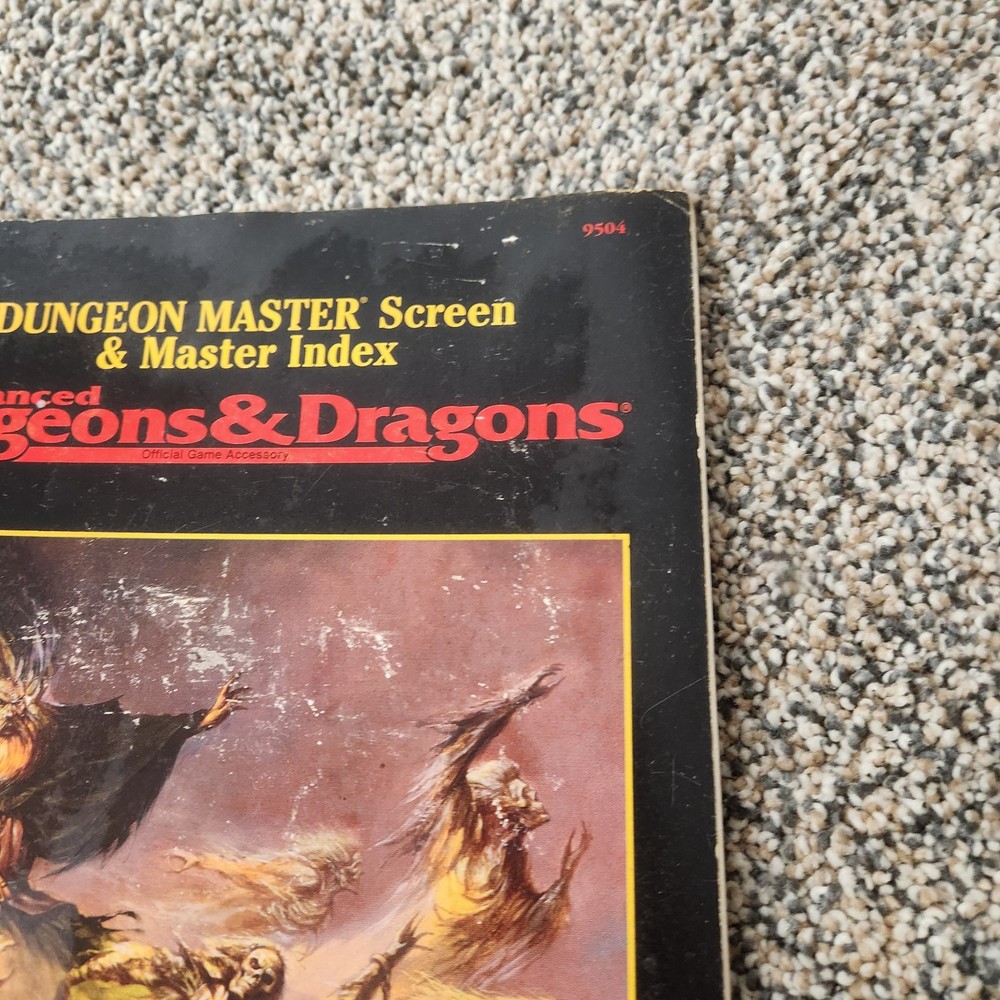 9504
DUNGEON MASTER® Screen
& Master Index
anced
geons & Dragons®
Official Game Accessory